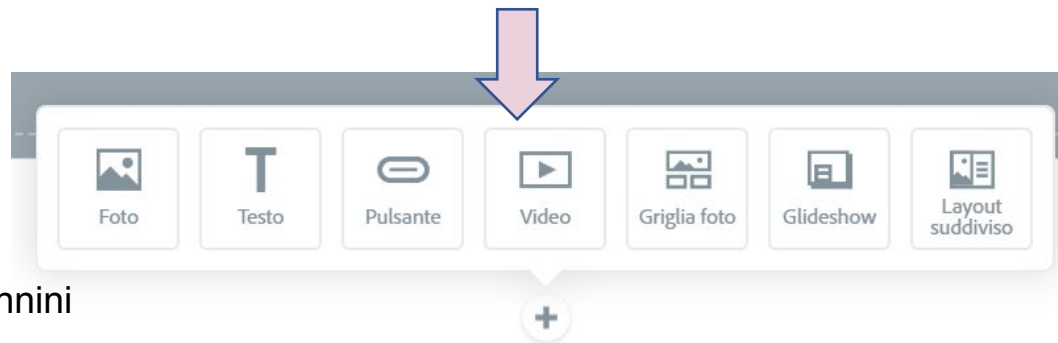 Foto
Testo
Pulsante
Video
Griglia foto
Glideshow
Layout
suddiviso
nnini